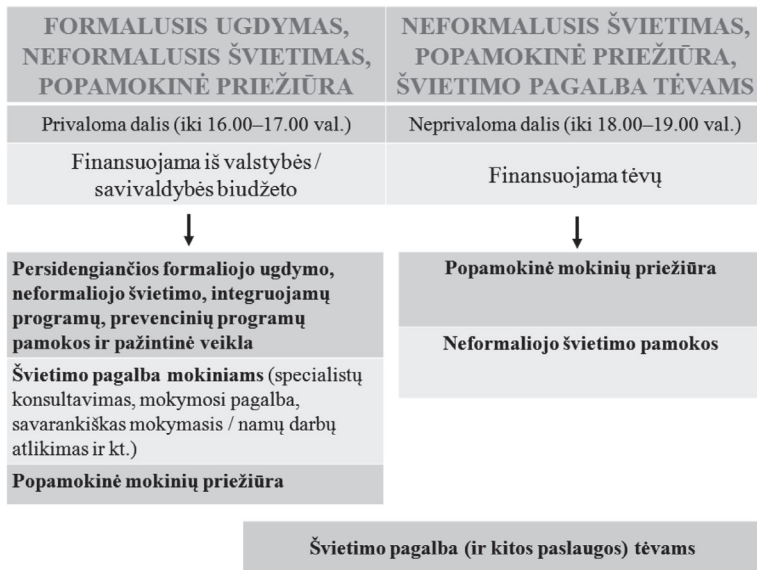 FORMALUSIS UGDYMAS,
NEFORMALUSIS ŠVIETIMAS,
POPAMOKINĖ PRIEŽIŪRA
NEFORMALUSIS ŠVIETIMAS,
POPAMOKINĖ PRIEŽIŪRA,
ŠVIETIMO PAGALBA TĖVAMS
Privaloma dalis (iki 16.00–17.00 val.)
Neprivaloma dalis (iki 18.00–19.00 val.)
Finansuojama iš valstybės /
savivaldybės biudžeto
Finansuojama tėvų
Persidengiančios formaliojo ugdymo,
neformaliojo švietimo, integruojamų
programų, prevencinių programų
pamokos ir pažintinė veikla
Švietimo pagalba mokiniams (specialistų
konsultavimas, mokymosi pagalba,
savarankiškas mokymasis / namų darbų
atlikimas ir kt.)
Popamokinė mokinių priežiūra
Popamokinė mokinių priežiūra
Neformaliojo švietimo pamokos
Švietimo pagalba (ir kitos paslaugos) tėvams